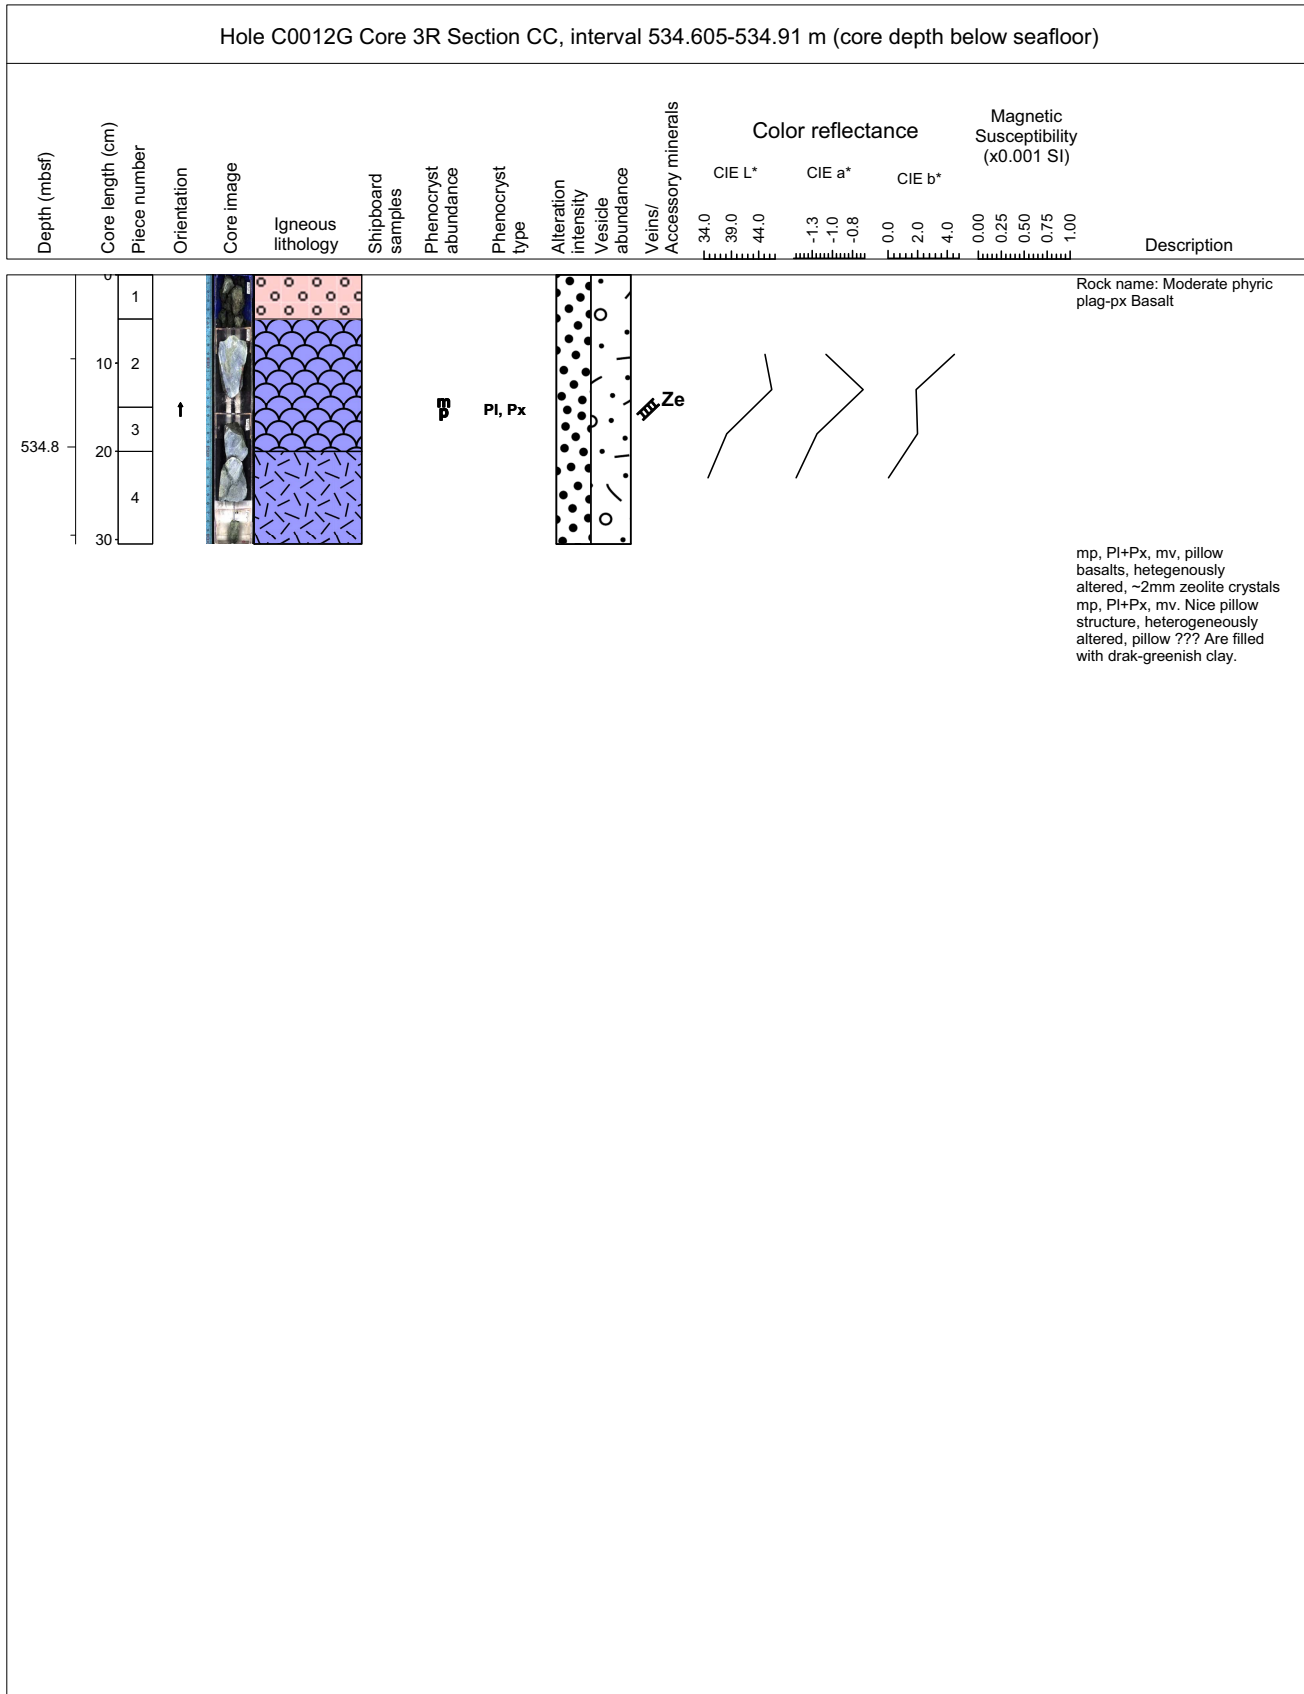 Hole C0012G Core 3R Section CC, interval 534.605-534.91 m (core depth below seafloor)
Depth (mbsf)
Core length (cm)
Piece number
Orientation
Core image
Igneous
lithology
Shipboard
samples
Phenocryst
abundance
Phenocryst
type
Alteration
intensity
Vesicle
abundance
Veins/
Accessory minerals
Color reflectance
CIE L*
34.0 39.0 44.0
CIE a*
-1.3 -1.0 -0.8
CIE b*
0.0 2.0 4.0
Magnetic
Susceptibility
(x0.001 SI)
0.00 0.25 0.50 0.75 1.00
Description
0
10
20
30
534.8
1
2
3
4
mp
Pl, Px
Ze
Rock name: Moderate phyric
plag-px Basalt
mp, Pl+Px, mv, pillow
basalts, hetegenously
altered, ~2mm zeolite crystals
mp, Pl+Px, mv. Nice pillow
structure, heterogeneously
altered, pillow ??? Are filled
with drak-greenish clay.